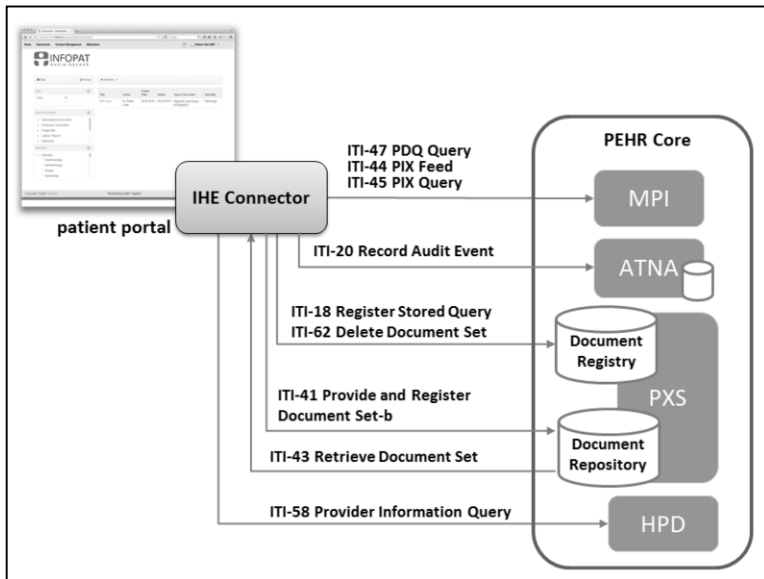 INFOPAT
RHEIN-NECKAR
patient portal
IHE Connector
ITI-47 PDQ Query
ITI-44 PIX Feed
ITI-45 PIX Query
ITI-20 Record Audit Event
ITI-18 Register Stored Query
ITI-62 Delete Document Set
ITI-41 Provide and Register
Document Set-b
ITI-43 Retrieve Document Set
ITI-58 Provider Information Query
PEHR Core
MPI
ATNA
Document
Registry
PXS
Document
Repository
HPD